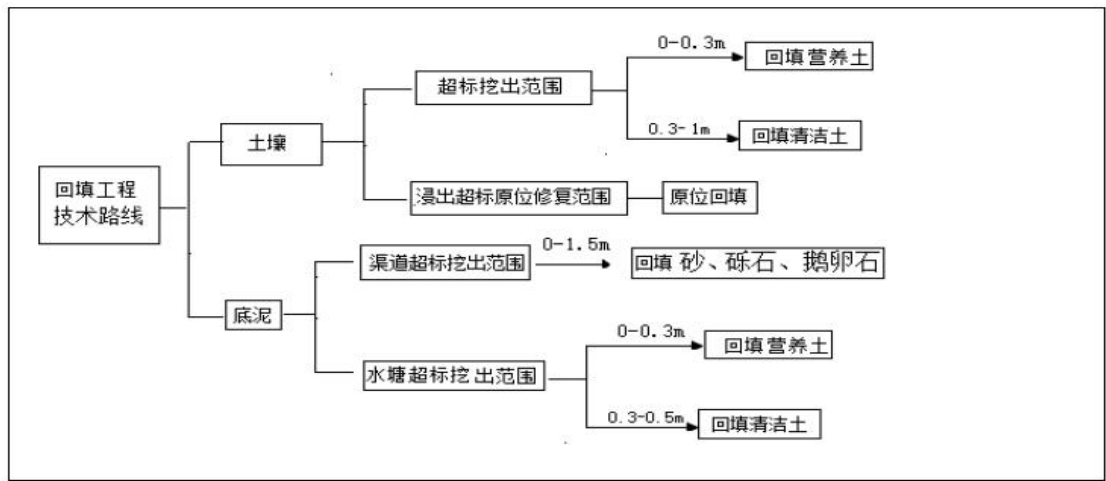 0-0.3m
回填营养土
超标挖出范围
0.3-1m
回填清洁土
土壤
回填工程
技术路线
浸出超标原位修复范围
原位回填
0-1.5m
渠道超标挖出范围
回填 砂、砾石、鹅卵石
底泥
0-0.3m
回填营养土
水塘超标挖出范围
0.3-0.5m
回填清洁土